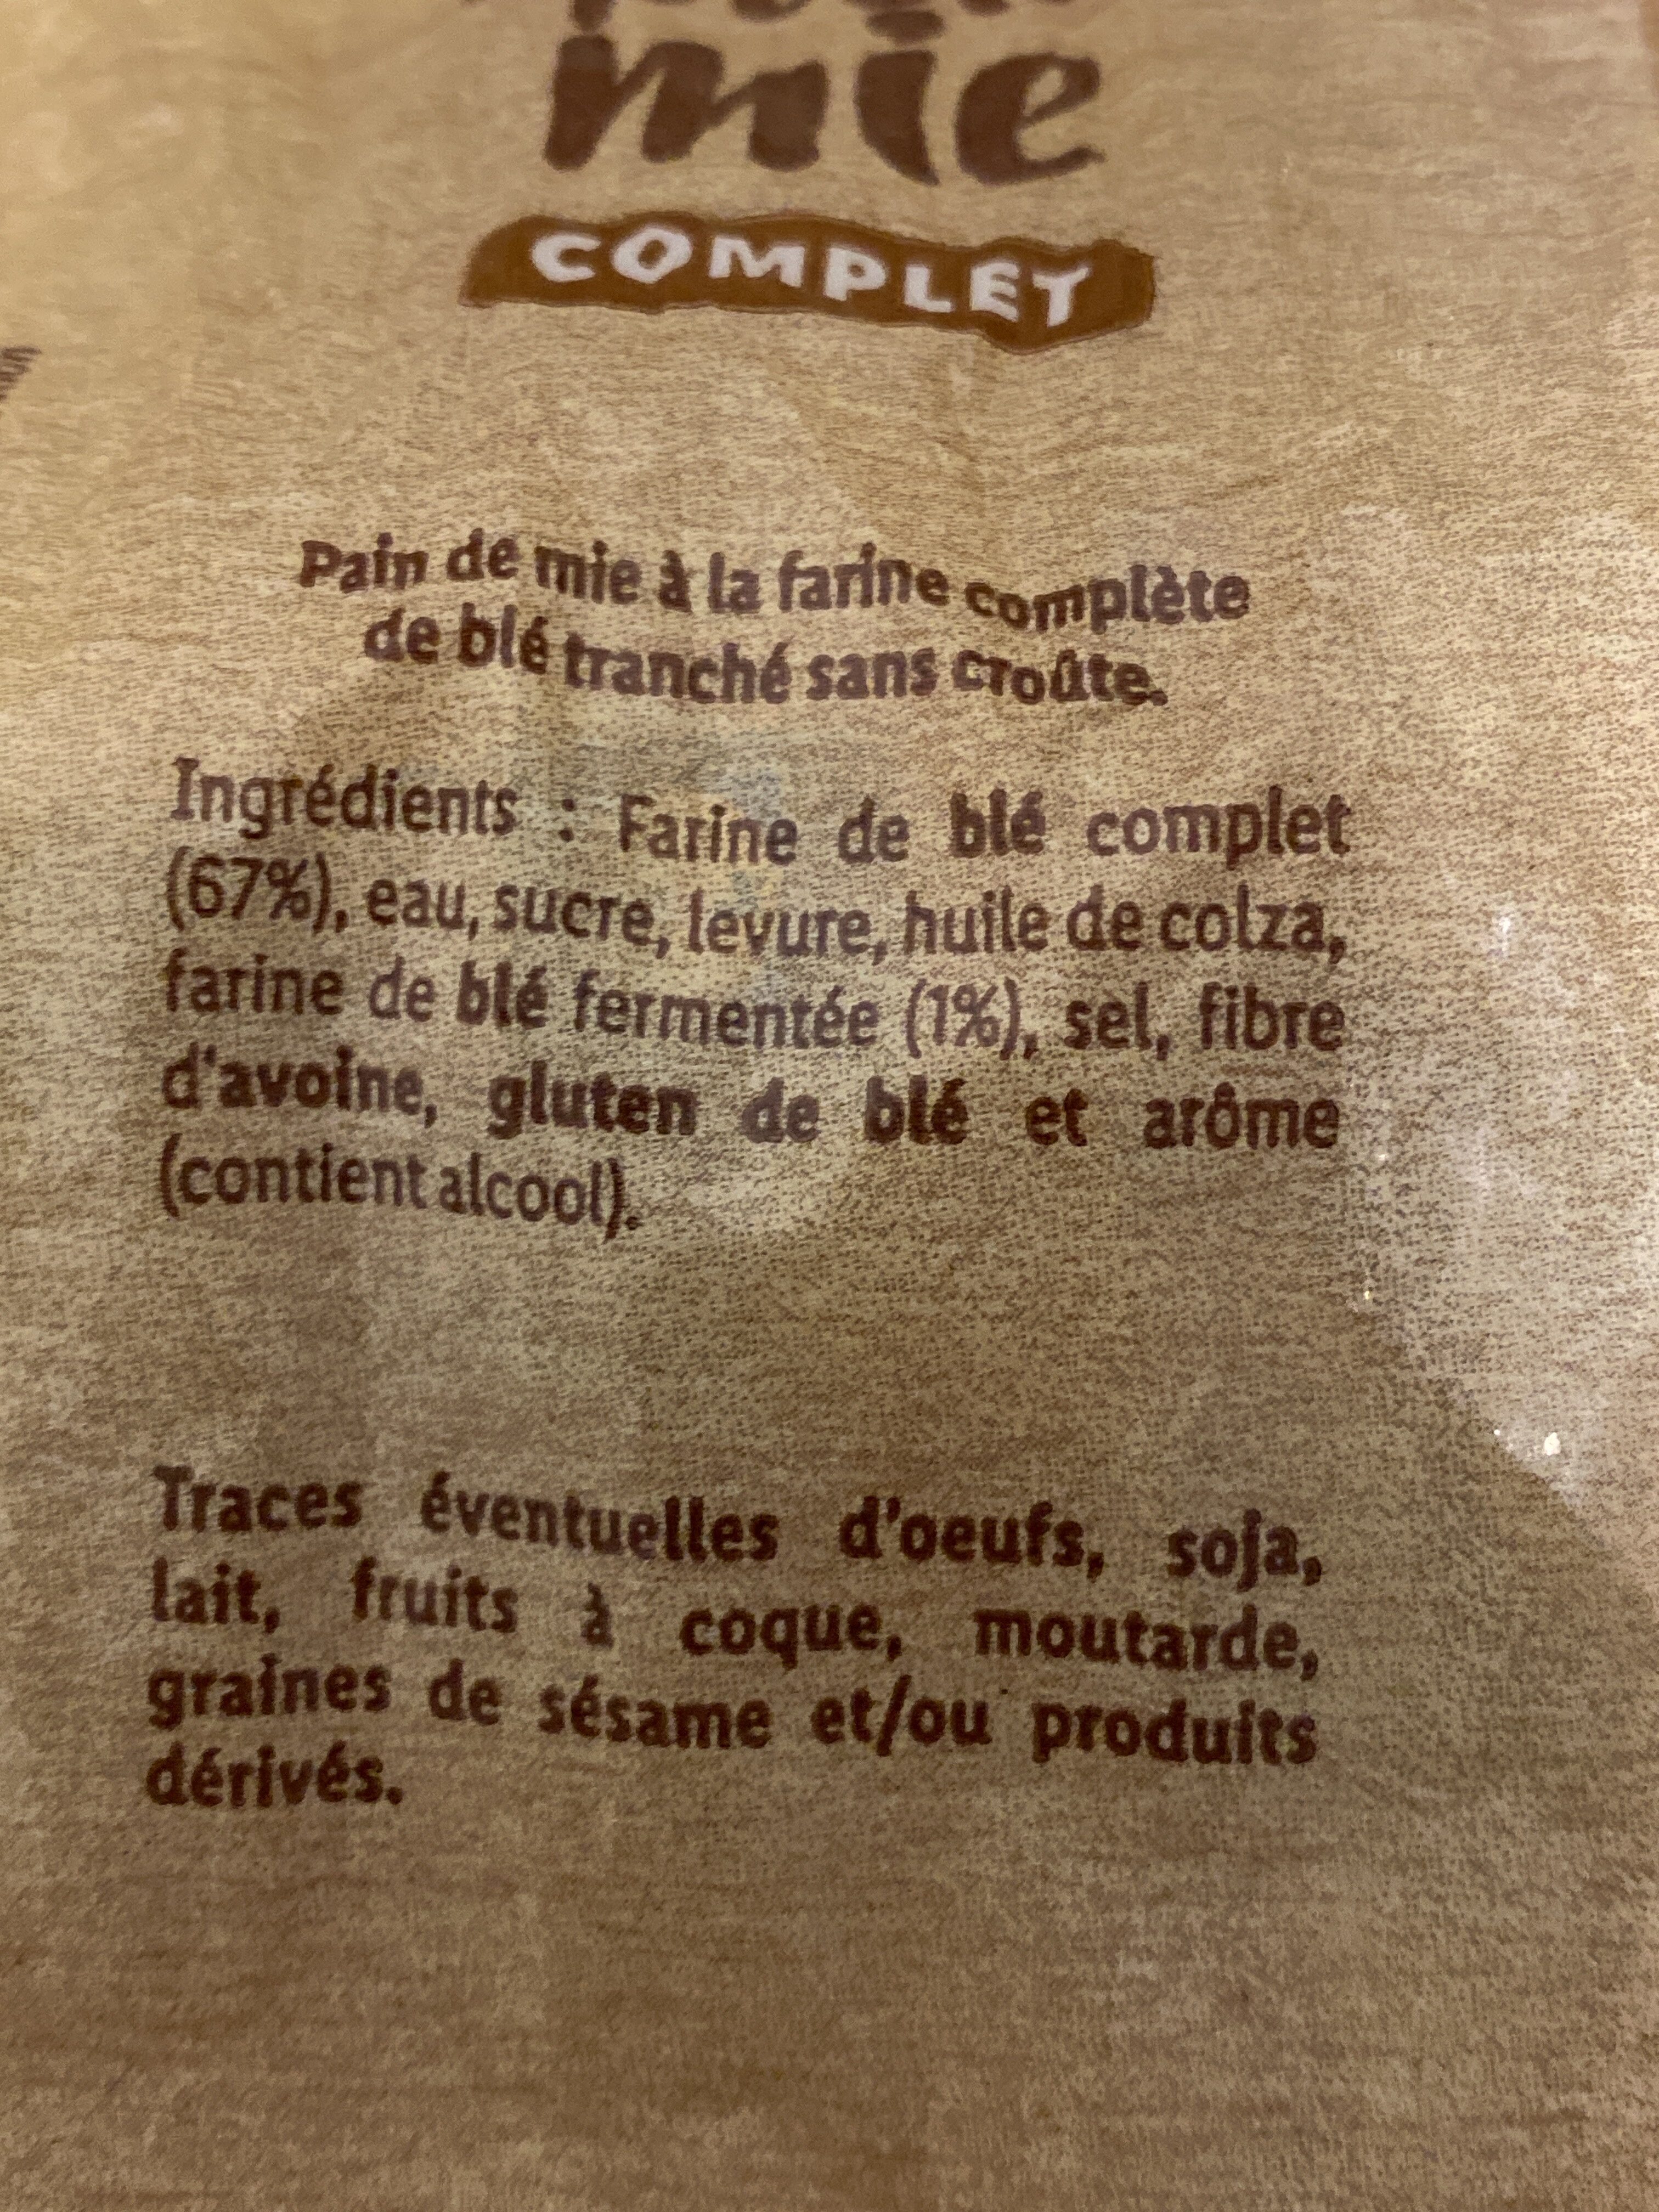 mie
COMPLET
Pain de mie à la farine complète
de blé tranché sans croûte.
Ingrédients : Farine de blé complet
(67%), eau, sucre, levure, huile de colza,
farine de blé fermentée (1%), sel, fibre
d'avoine, gluten de blé et arôme
(contient alcool).
Traces éventuelles d'oeufs, soja,
lait, fruits à coque, moutarde,
graines de sésame et/ou produits
dérivés.